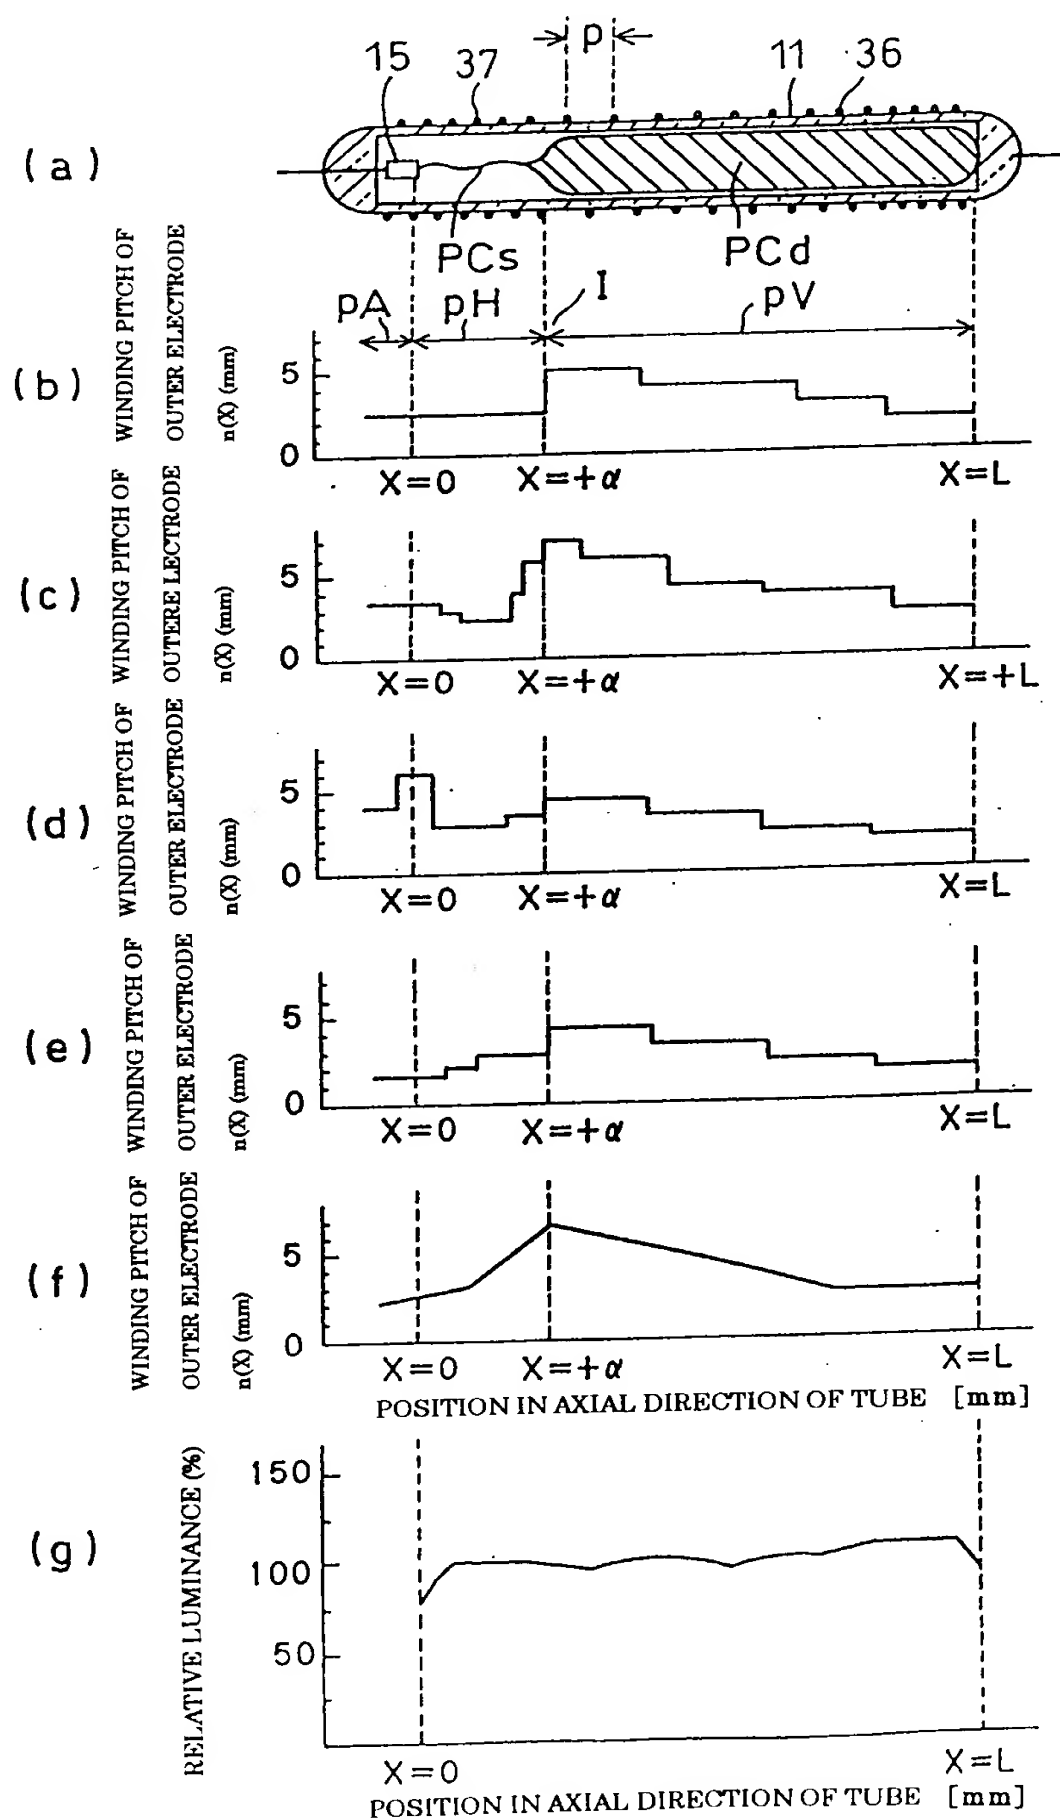 p
15 37 11 36
(a)
PCs PCd
pA pH I pV
(b)
WINDING PITCH OF
OUTER ELECTRODE
n(X) (mm)
5
0
X=0 X=+α X=L
(c)
WINDING PITCH OF
OUTERE LECTRODE
n(X) (mm)
5
0
X=0 X=+α X=+L
(d)
WINDING PITCH OF
OUTER ELECTRODE
n(X) (mm)
5
0
X=0 X=+α X=L
(e)
WINDING PITCH OF
OUTER ELECTRODE
n(X) (mm)
5
0
X=0 X=+α X=L
(f)
WINDING PITCH OF
OUTER ELECTRODE
n(X) (mm)
5
0
X=0 X=+α X=L
POSITION IN AXIAL DIRECTION OF TUBE [mm]
(g)
RELATIVE LUMINANCE (%)
150
100
50
X=0 X=L
POSITION IN AXIAL DIRECTION OF TUBE [mm]